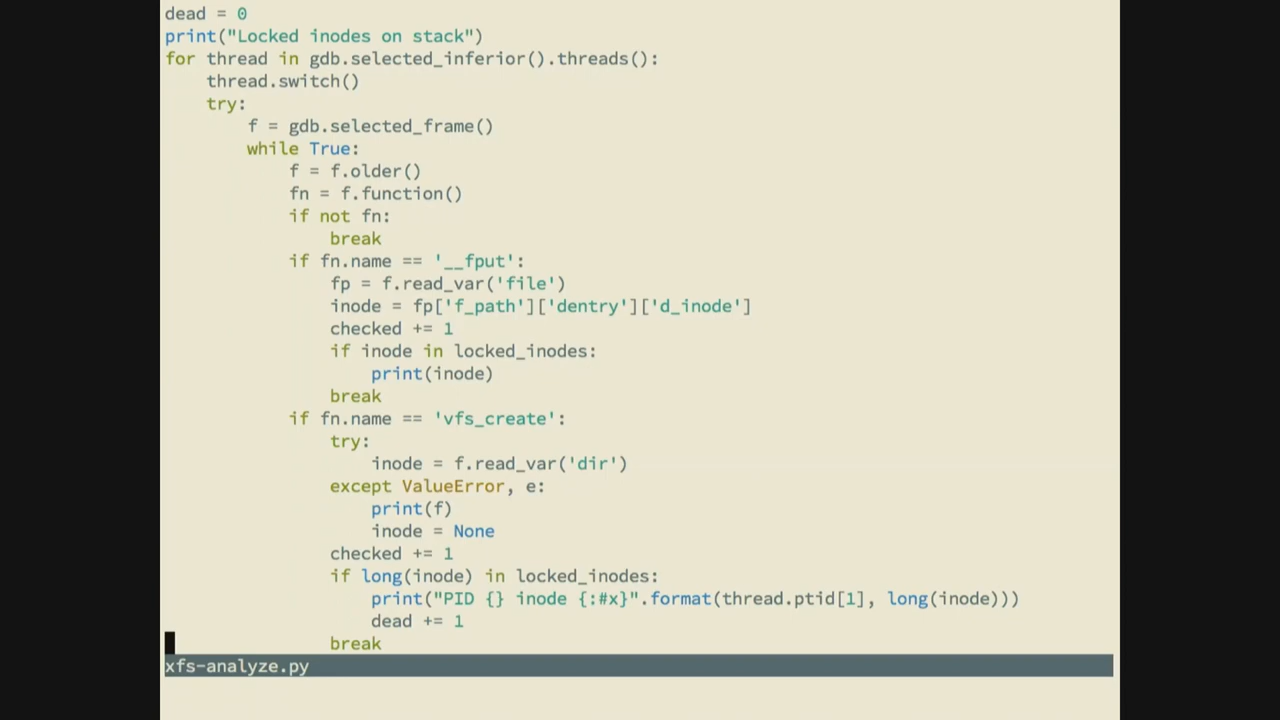 dead = 0
print("Locked inodes on stack")
for thread in gdb.selected_inferior().threads():
    thread.switch()
    try:
        f = gdb.selected_frame()
        while True:
            f = f.older()
            fn = f.function()
            if not fn:
                break
            if fn.name == '__fput':
                fp = f.read_var('file')
                inode = fp['f_path']['dentry']['d_inode']
                checked += 1
                if inode in locked_inodes:
                    print(inode)
                break
            if fn.name == 'vfs_create':
                try:
                    inode = f.read_var('dir')
                except ValueError, e:
                    print(f)
                    inode = None
                checked += 1
                if long(inode) in locked_inodes:
                    print("PID {} inode {:#x}".format(thread.ptid[1], long(inode)))
                    dead += 1
                break
xfs-analyze.py